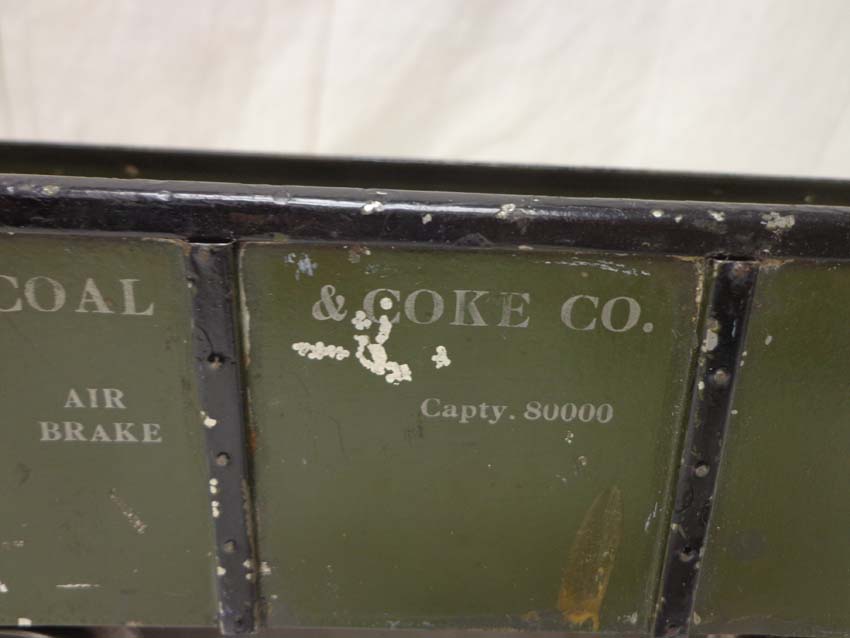 COAL & COKE CO.
AIR
BRAKE
Capty. 80000